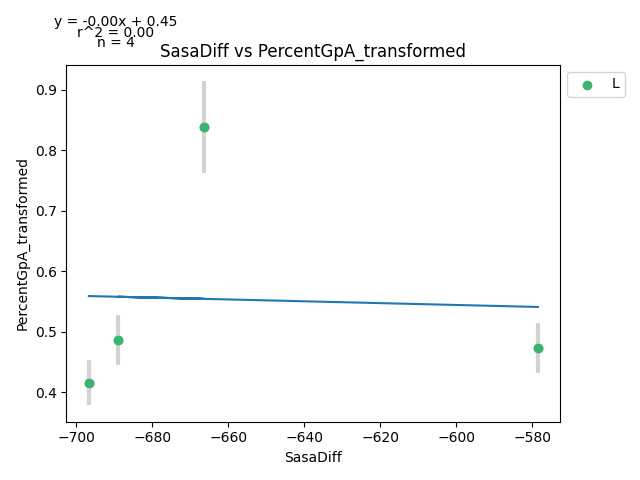 y = -0.00x + 0.45
r^2 = 0.00
n = 4
SasaDiff vs PercentGpA_transformed
L
PercentGpA_transformed
0.9
0.8
0.7
0.6
0.5
0.4
−700 −680 −660 −640 −620 −600 −580
SasaDiff